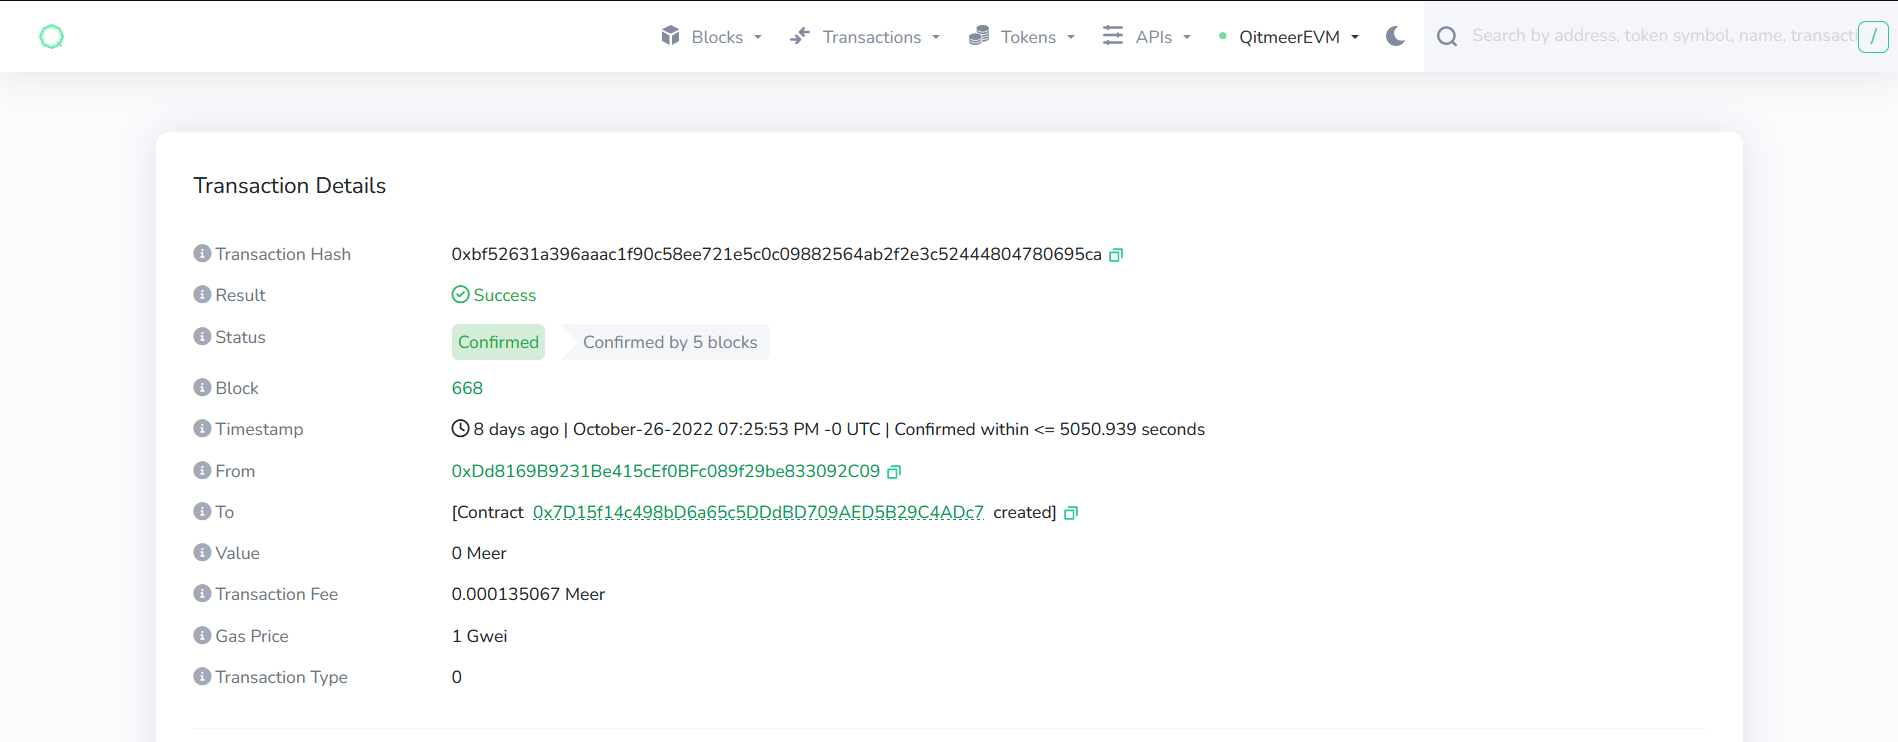 Blocks Transactions Tokens APIs QitmeerEVM Search by address, token symbol, name, transacti /
Transaction Details
Transaction Hash 0xbf52631a396aaac1f90c58ee721e5c0c09882564ab2f2e3c52444804780695ca
Result Success
Status Confirmed Confirmed by 5 blocks
Block 668
Timestamp 8 days ago | October-26-2022 07:25:53 PM -0 UTC | Confirmed within <= 5050.939 seconds
From 0xDd8169B9231Be415cEf0BFc089f29be833092C09
To [Contract 0x7D15f14c498bD6a65c5DDdBD709AED5B29C4ADc7 created]
Value 0 Meer
Transaction Fee 0.000135067 Meer
Gas Price 1 Gwei
Transaction Type 0